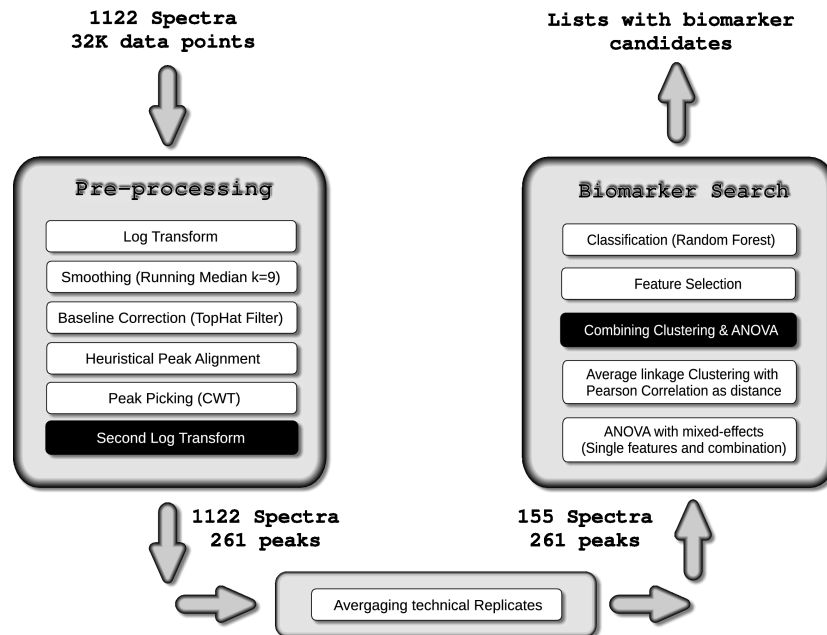 1122 Spectra
32K data points
Pre-processing
Log Transform
Smoothing (Running Median k=9)
Baseline Correction (TopHat Filter)
Heuristical Peak Alignment
Peak Picking (CWT)
Second Log Transform
1122 Spectra
261 peaks
Avergaging technical Replicates
155 Spectra
261 peaks
Lists with biomarker
candidates
Biomarker Search
Classification (Random Forest)
Feature Selection
Combining Clustering & ANOVA
Average linkage Clustering with
Pearson Correlation as distance
ANOVA with mixed-effects
(Single features and combination)